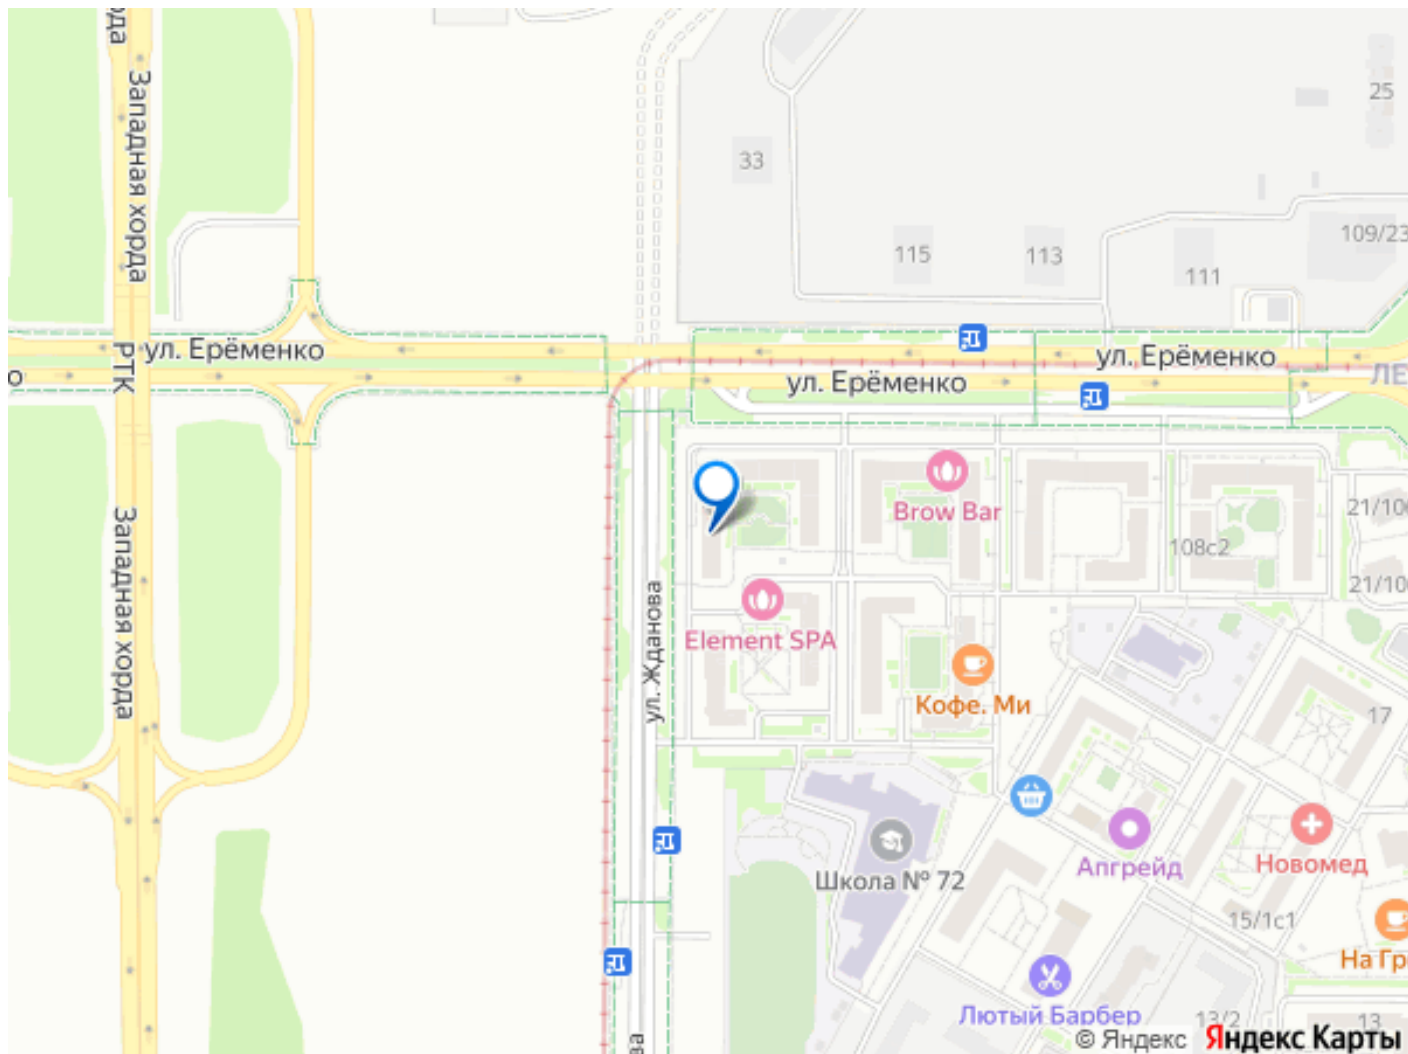 Западная хорда
25
33
115
113
111
109/23
ул. Ерёменко
РТК
ул. Ерёменко
ул. Ерёменко
Brow Bar
108с2
Западная хорда
ул. Жданова
Element SPA
Кофе. Ми
17
Школа № 72
Апгрейд
Новомед
15/1с1
На Гр
Лютый Барбер
13/2
13
© Яндекс Яндекс Карты